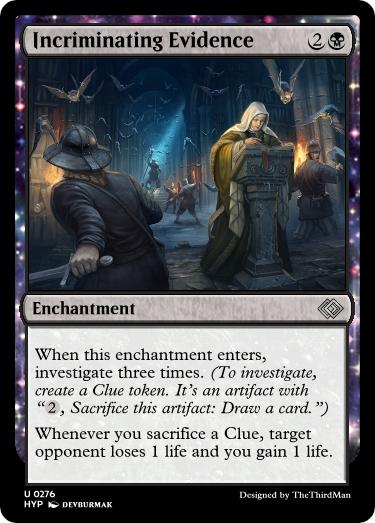 Incriminating Evidence 2
Enchantment
When this enchantment enters,
investigate three times. (To investigate,
create a Clue token. It's an artifact with
“2, Sacrifice this artifact: Draw a card.”)
Whenever you sacrifice a Clue, target
opponent loses 1 life and you gain 1 life.
U 0276
HYP DEVBURMAK
Designed by TheThirdMan